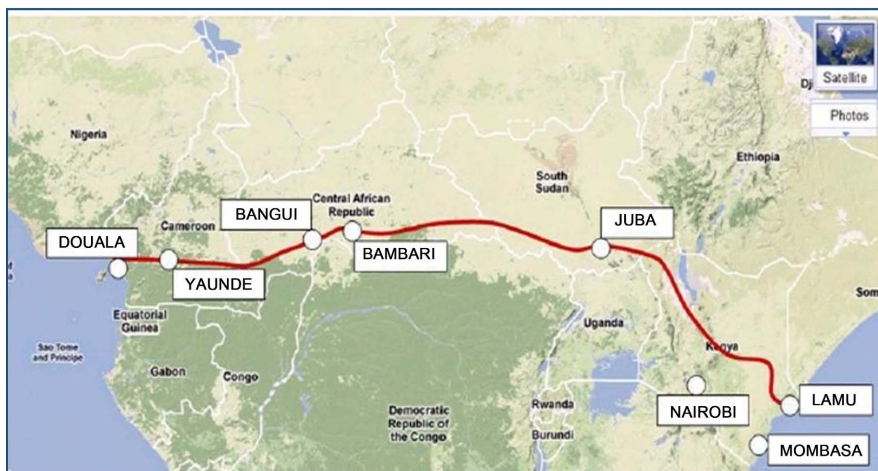 Satellite
Photos
Nigeria
Ethiopia
South
Sudan
Central African
Republic
BANGUI
JUBA
Cameroon
DOUALA
BAMBARI
YAUNDE
Equatorial
Guinea
Som
Uganda
Sao Tome
and Principe
Kenya
Gabon
Congo
LAMU
NAIROBI
Rwanda
Democratic
Republic of
the Congo
Burundi
MOMBASA